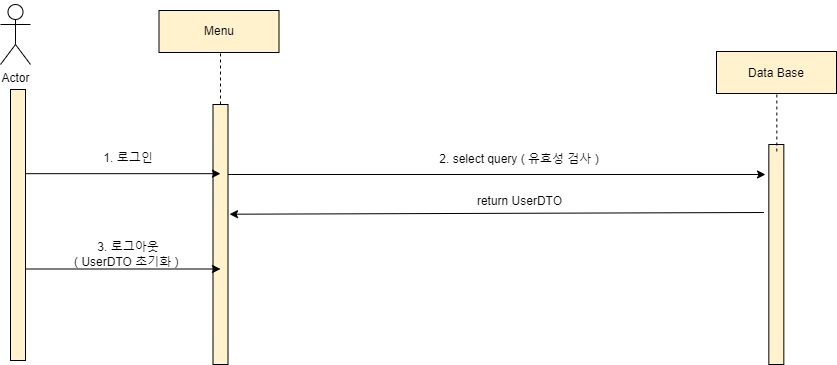 Menu
Data Base
Actor
1. 로그인
2. select query ( 유효성 검사 )
return UserDTO
3. 로그아웃
( UserDTO 초기화 )